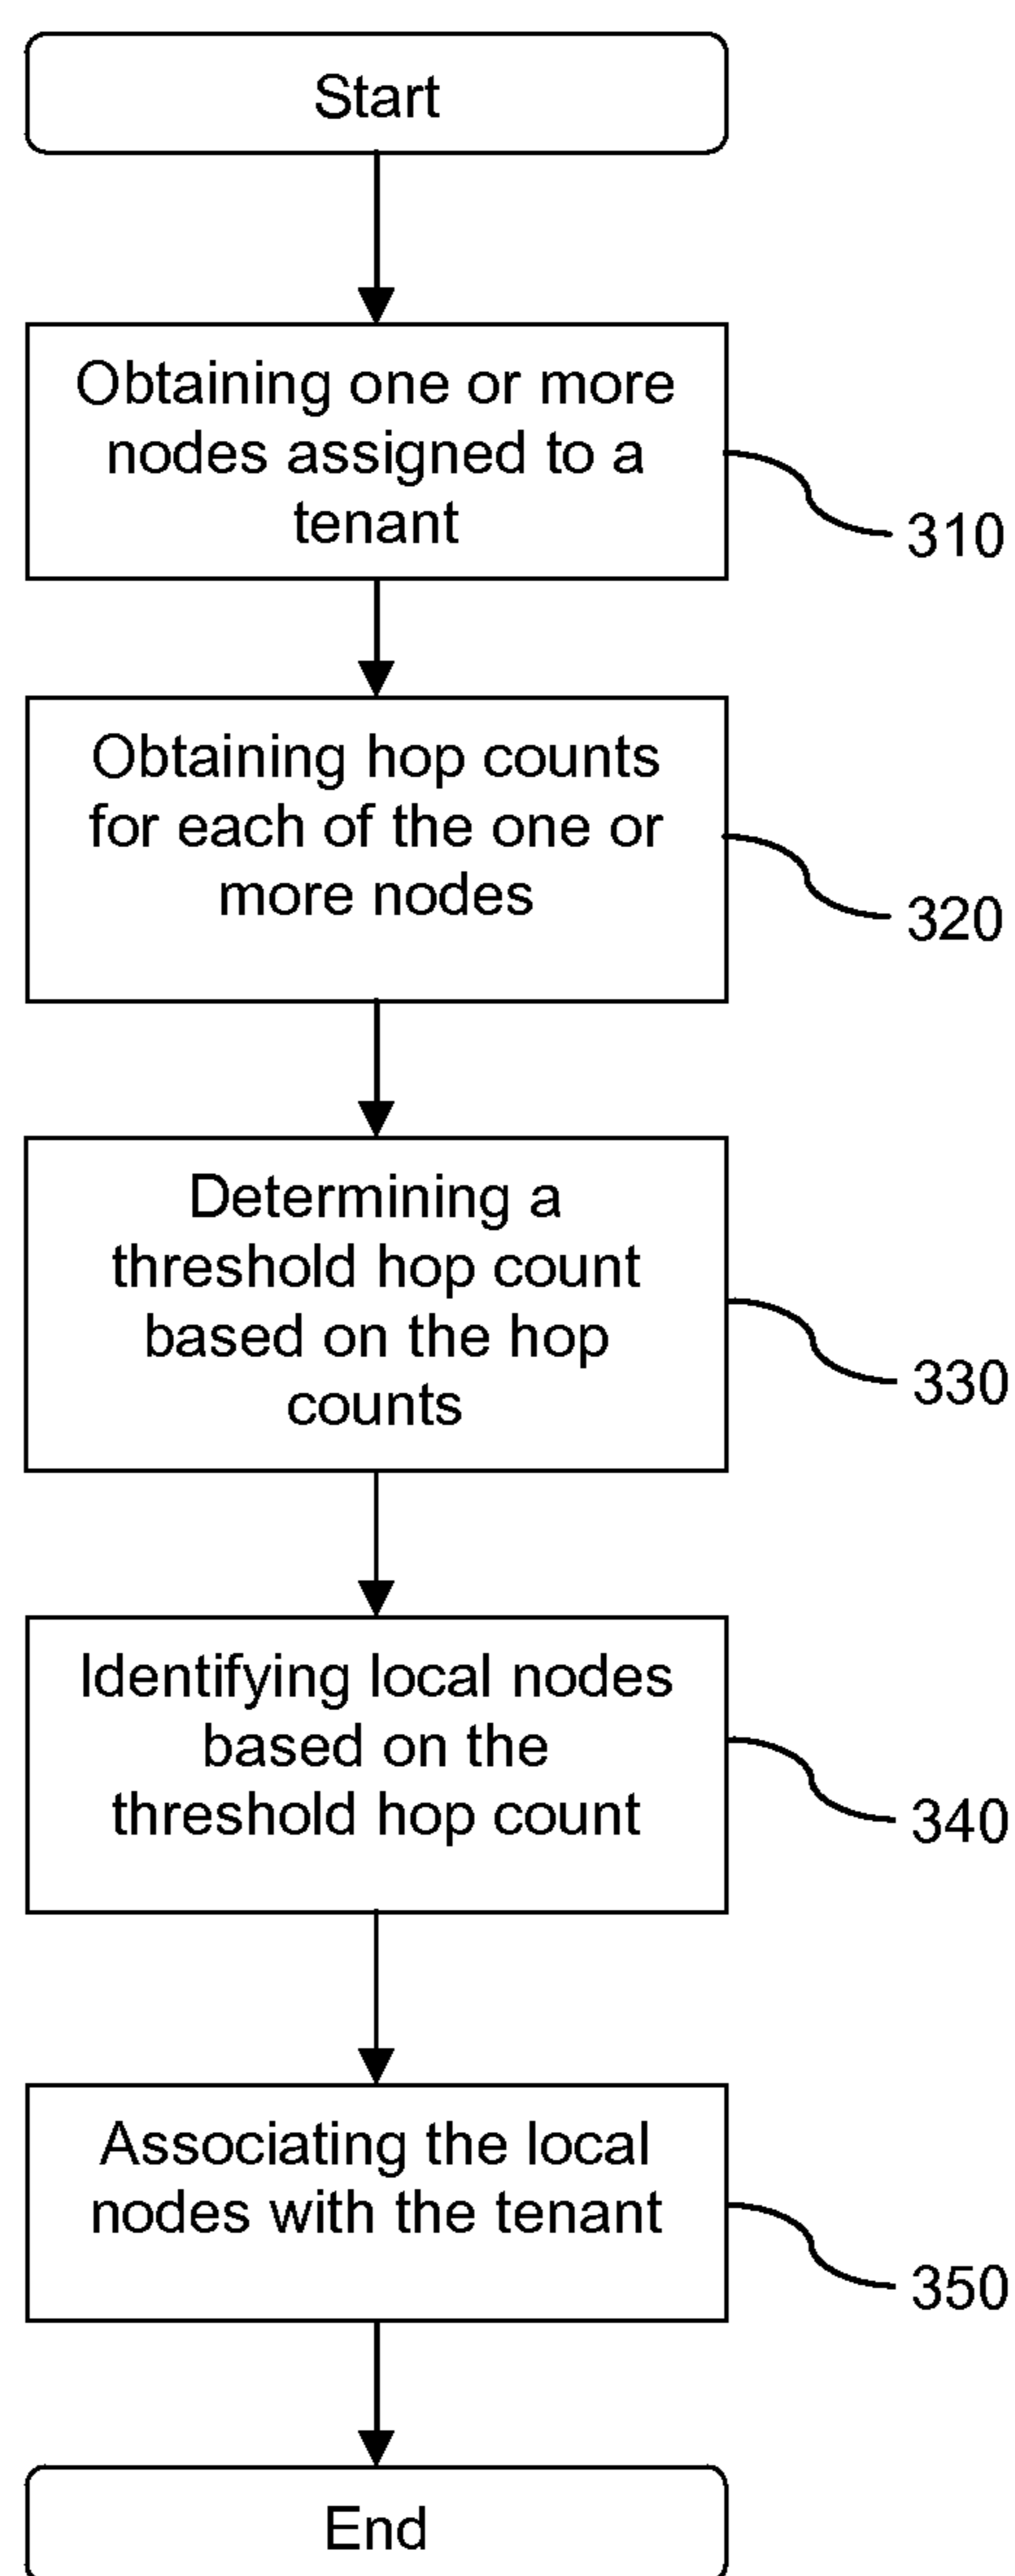 Start
Obtaining one or more
nodes assigned to a
tenant
310
Obtaining hop counts
for each of the one or
more nodes
320
Determining a
threshold hop count
based on the hop
counts
330
Identifying local nodes
based on the
threshold hop count
340
Associating the local
nodes with the tenant
350
End